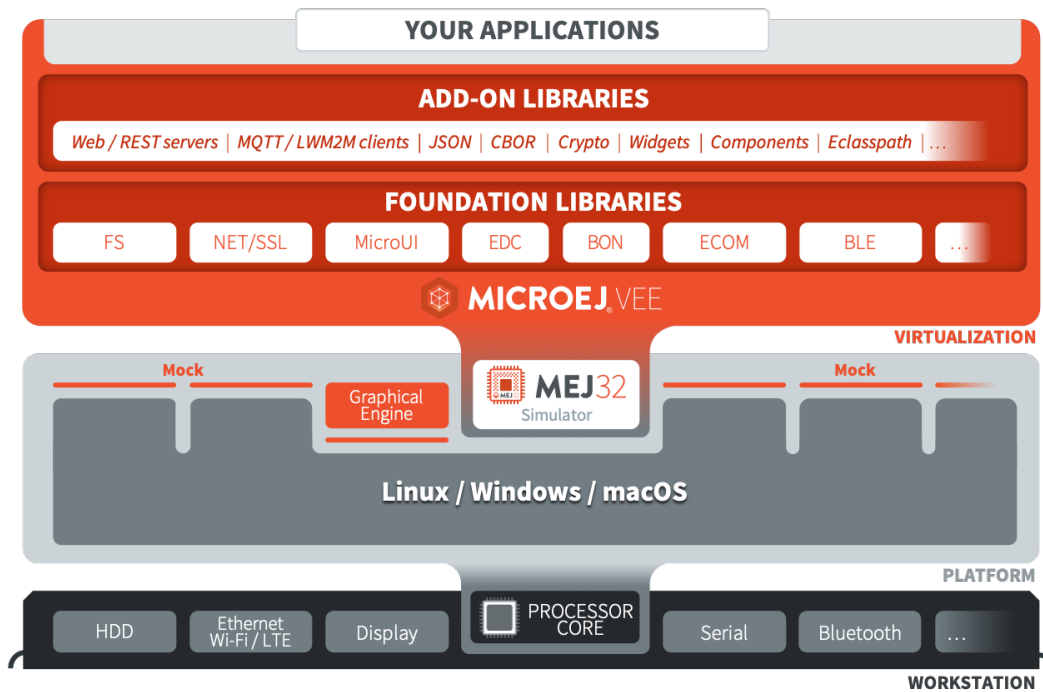 YOUR APPLICATIONS
ADD-ON LIBRARIES
Web / REST servers | MQTT / LWM2M clients | JSON | CBOR | Crypto | Widgets | Components | Eclasspath | ...
FOUNDATION LIBRARIES
FS
NET/SSL
MicroUI
EDC
BON
ECOM
BLE
...
MICROEJ® VEE
VIRTUALIZATION
Mock
Graphical
Engine
MEJ32
MEJ32
Simulator
Mock
Linux / Windows / macOS
PLATFORM
HDD
Ethernet
Wi-Fi / LTE
Display
PROCESSOR
CORE
Serial
Bluetooth
...
WORKSTATION